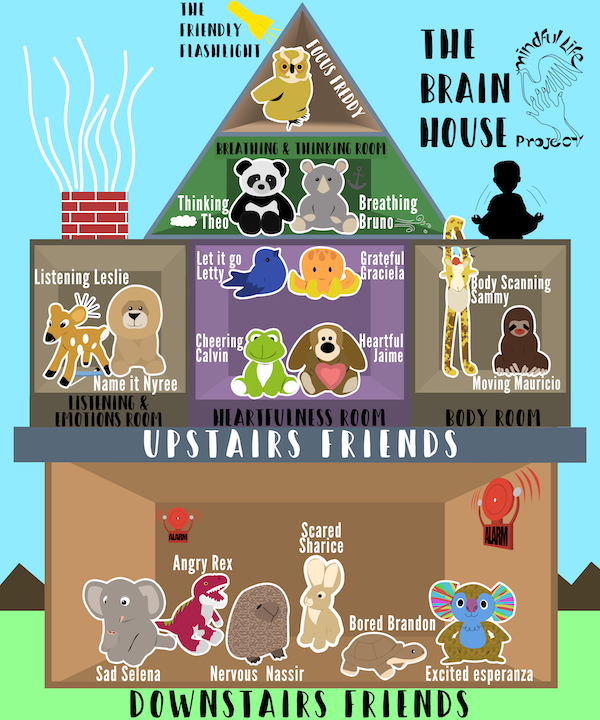 THE
FRIENDLY
FLASHLIGHT
FOCUS FREDDY
THE
BRAIN
HOUSE
mindful Life
Project
BREATHING & THINKING ROOM
Thinking
Theo
Breathing
Bruno
Listening Leslie
Name it Nyree
LISTENING &
EMOTIONS ROOM
Let it go
Letty
Grateful
Graciela
Cheering
Calvin
Heartful
Jaime
HEARTFULNESS ROOM
Body Scanning
Sammy
Moving Mauricio
BODY ROOM
UPSTAIRS FRIENDS
ALARM
ALARM
Scared
Sharice
Angry Rex
Bored Brandon
Sad Selena
Nervous Nassir
Excited esperanza
DOWNSTAIRS FRIENDS